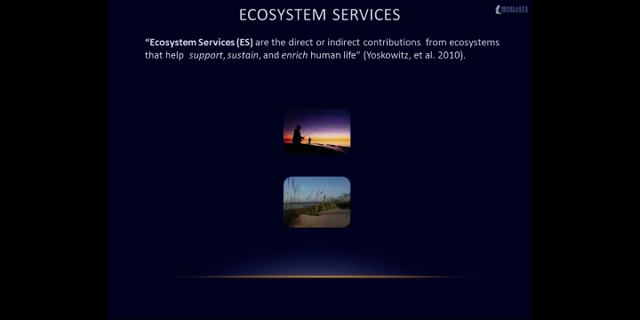 ECOSYSTEM SERVICES
"Ecosystem Services (ES) are the direct or indirect contributions from ecosystems
that help support, sustain, and enrich human life" (Yoskowitz, et al. 2010).